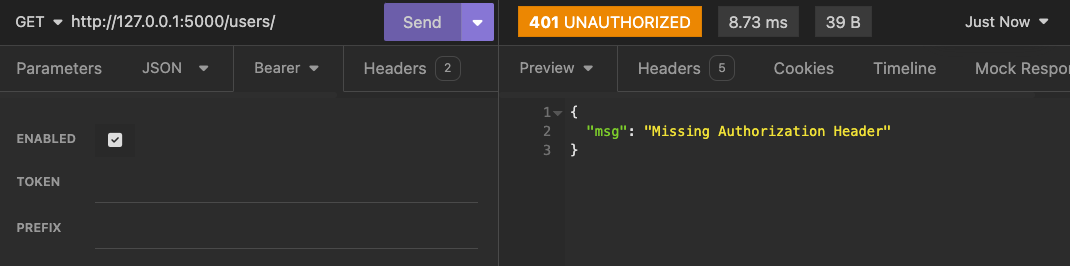 GET http://127.0.0.1:5000/users/ Send 401 UNAUTHORIZED 8.73 ms 39 B Just Now
Parameters JSON Bearer Headers 2 Preview Headers 5 Cookies Timeline Mock Respo
1 {
2 "msg": "Missing Authorization Header"
3 }
ENABLED
TOKEN
PREFIX